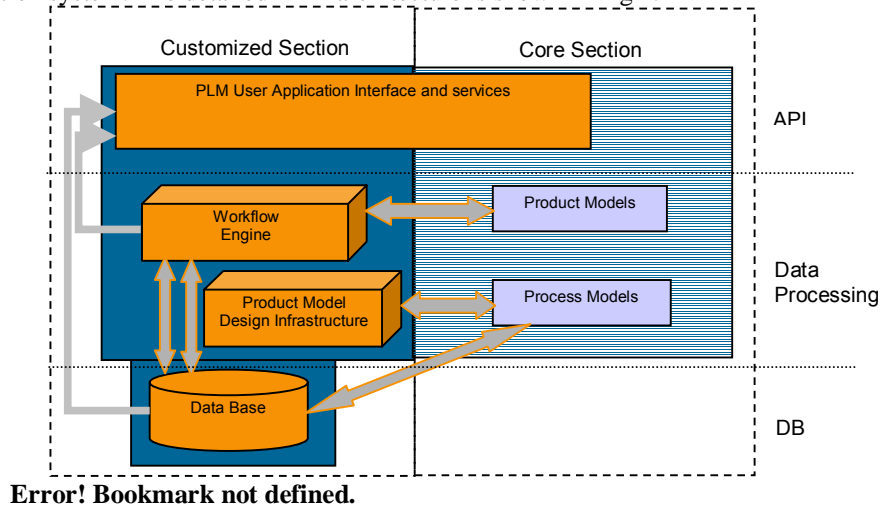 Customized Section
Core Section
PLM User Application Interface and services
API
Workflow
Engine
Product Models
Product Model
Design Infrastructure
Process Models
Data
Processing
Data Base
DB
Error! Bookmark not defined.